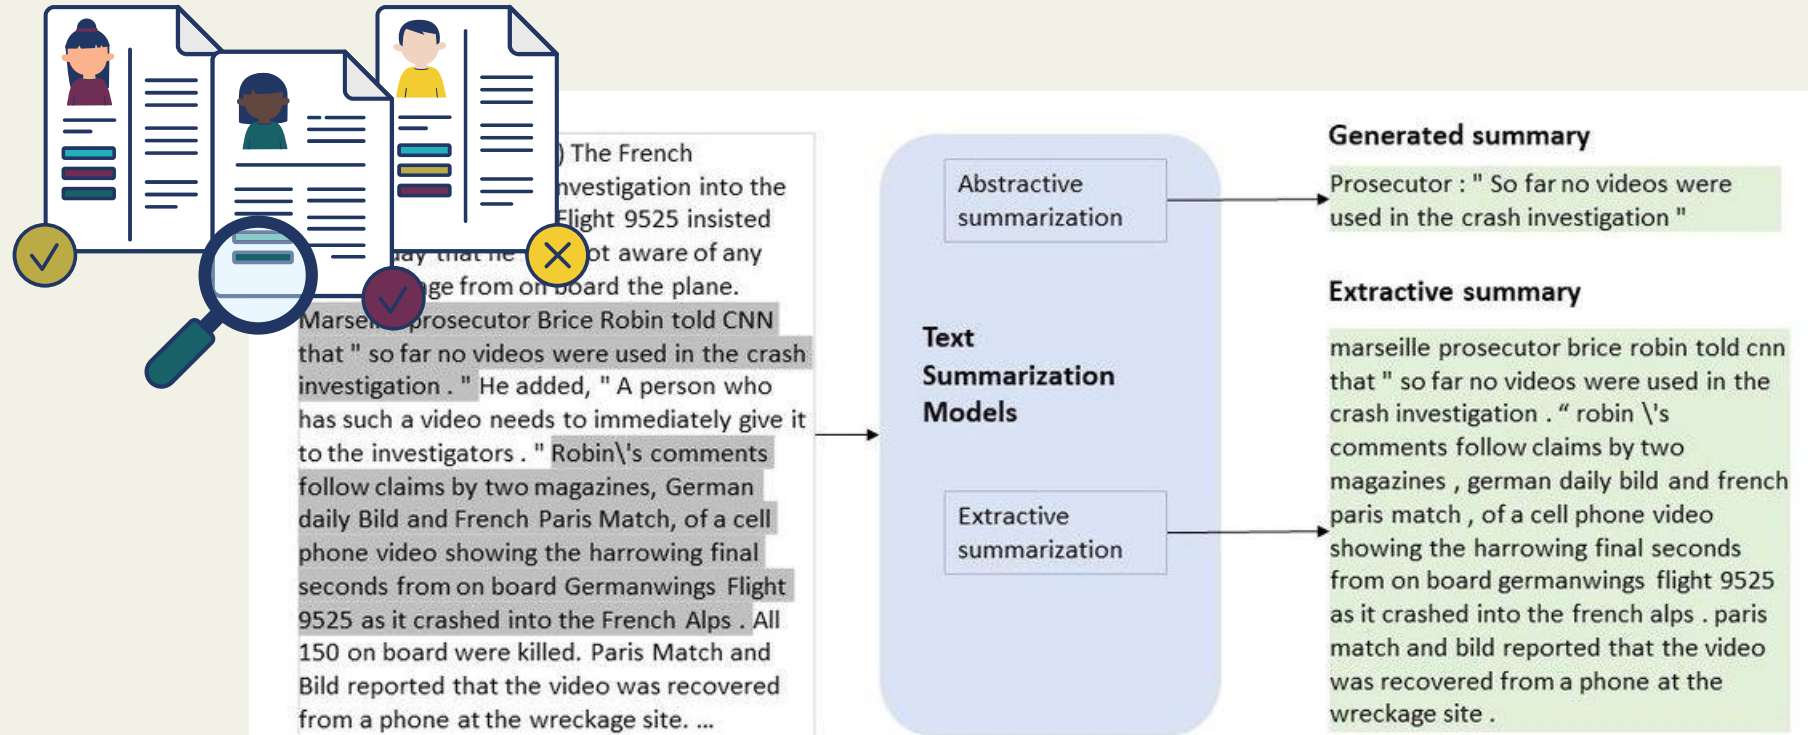 ) The French
nvestigation into the
Flight 9525 insisted
day that he ot aware of any
ge from on board the plane.
Marse prosecutor Brice Robin told CNN
that " so far no videos were used in the crash
investigation . " He added, " A person who
has such a video needs to immediately give it
to the investigators . " Robin\'s comments
follow claims by two magazines, German
daily Bild and French Paris Match, of a cell
phone video showing the harrowing final
seconds from on board Germanwings Flight
9525 as it crashed into the French Alps . All
150 on board were killed. Paris Match and
Bild reported that the video was recovered
from a phone at the wreckage site. ...
Abstractive
summarization
Text
Summarization
Models
Extractive
summarization
Generated summary
Prosecutor : " So far no videos were
used in the crash investigation "
Extractive summary
marseille prosecutor brice robin told cnn
that " so far no videos were used in the
crash investigation . “ robin \'s
comments follow claims by two
magazines , german daily bild and french
paris match , of a cell phone video
showing the harrowing final seconds
from on board germanwings flight 9525
as it crashed into the french alps . paris
match and bild reported that the video
was recovered from a phone at the
wreckage site .